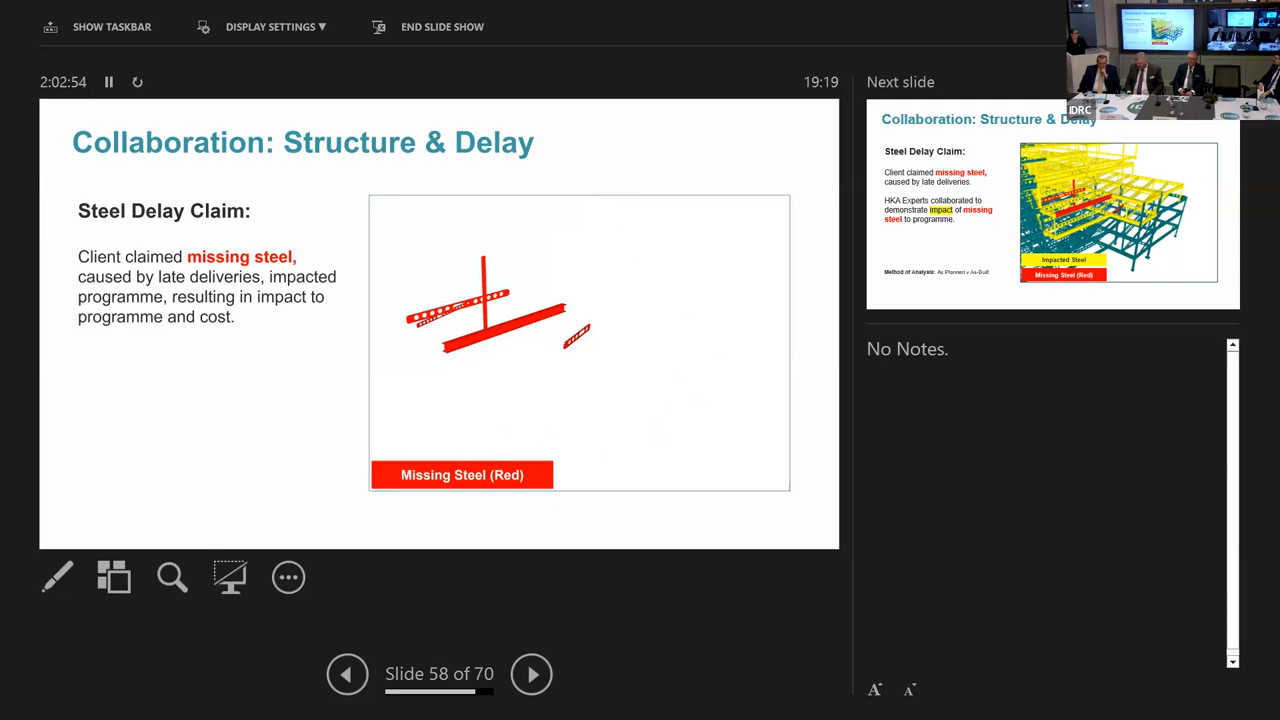 SHOW TASKBAR
DISPLAY SETTINGS ▼
END SLIDE SHOW
2:02:54
19:19
Next slide
IDRC
Collaboration: Structure & Delay
Steel Delay Claim:
Client claimed missing steel,
caused by late deliveries, impacted
programme, resulting in impact to
programme and cost.
Missing Steel (Red)
Collaboration: Structure & Delay
Steel Delay Claim:
Client claimed missing steel,
caused by late deliveries.
HKA Experts collaborated to
demonstrate impact of missing
steel to programme.
Method of Analysis: As Planned v As-Built
Impacted Steel
Missing Steel (Red)
No Notes.
Slide 58 of 70
A A